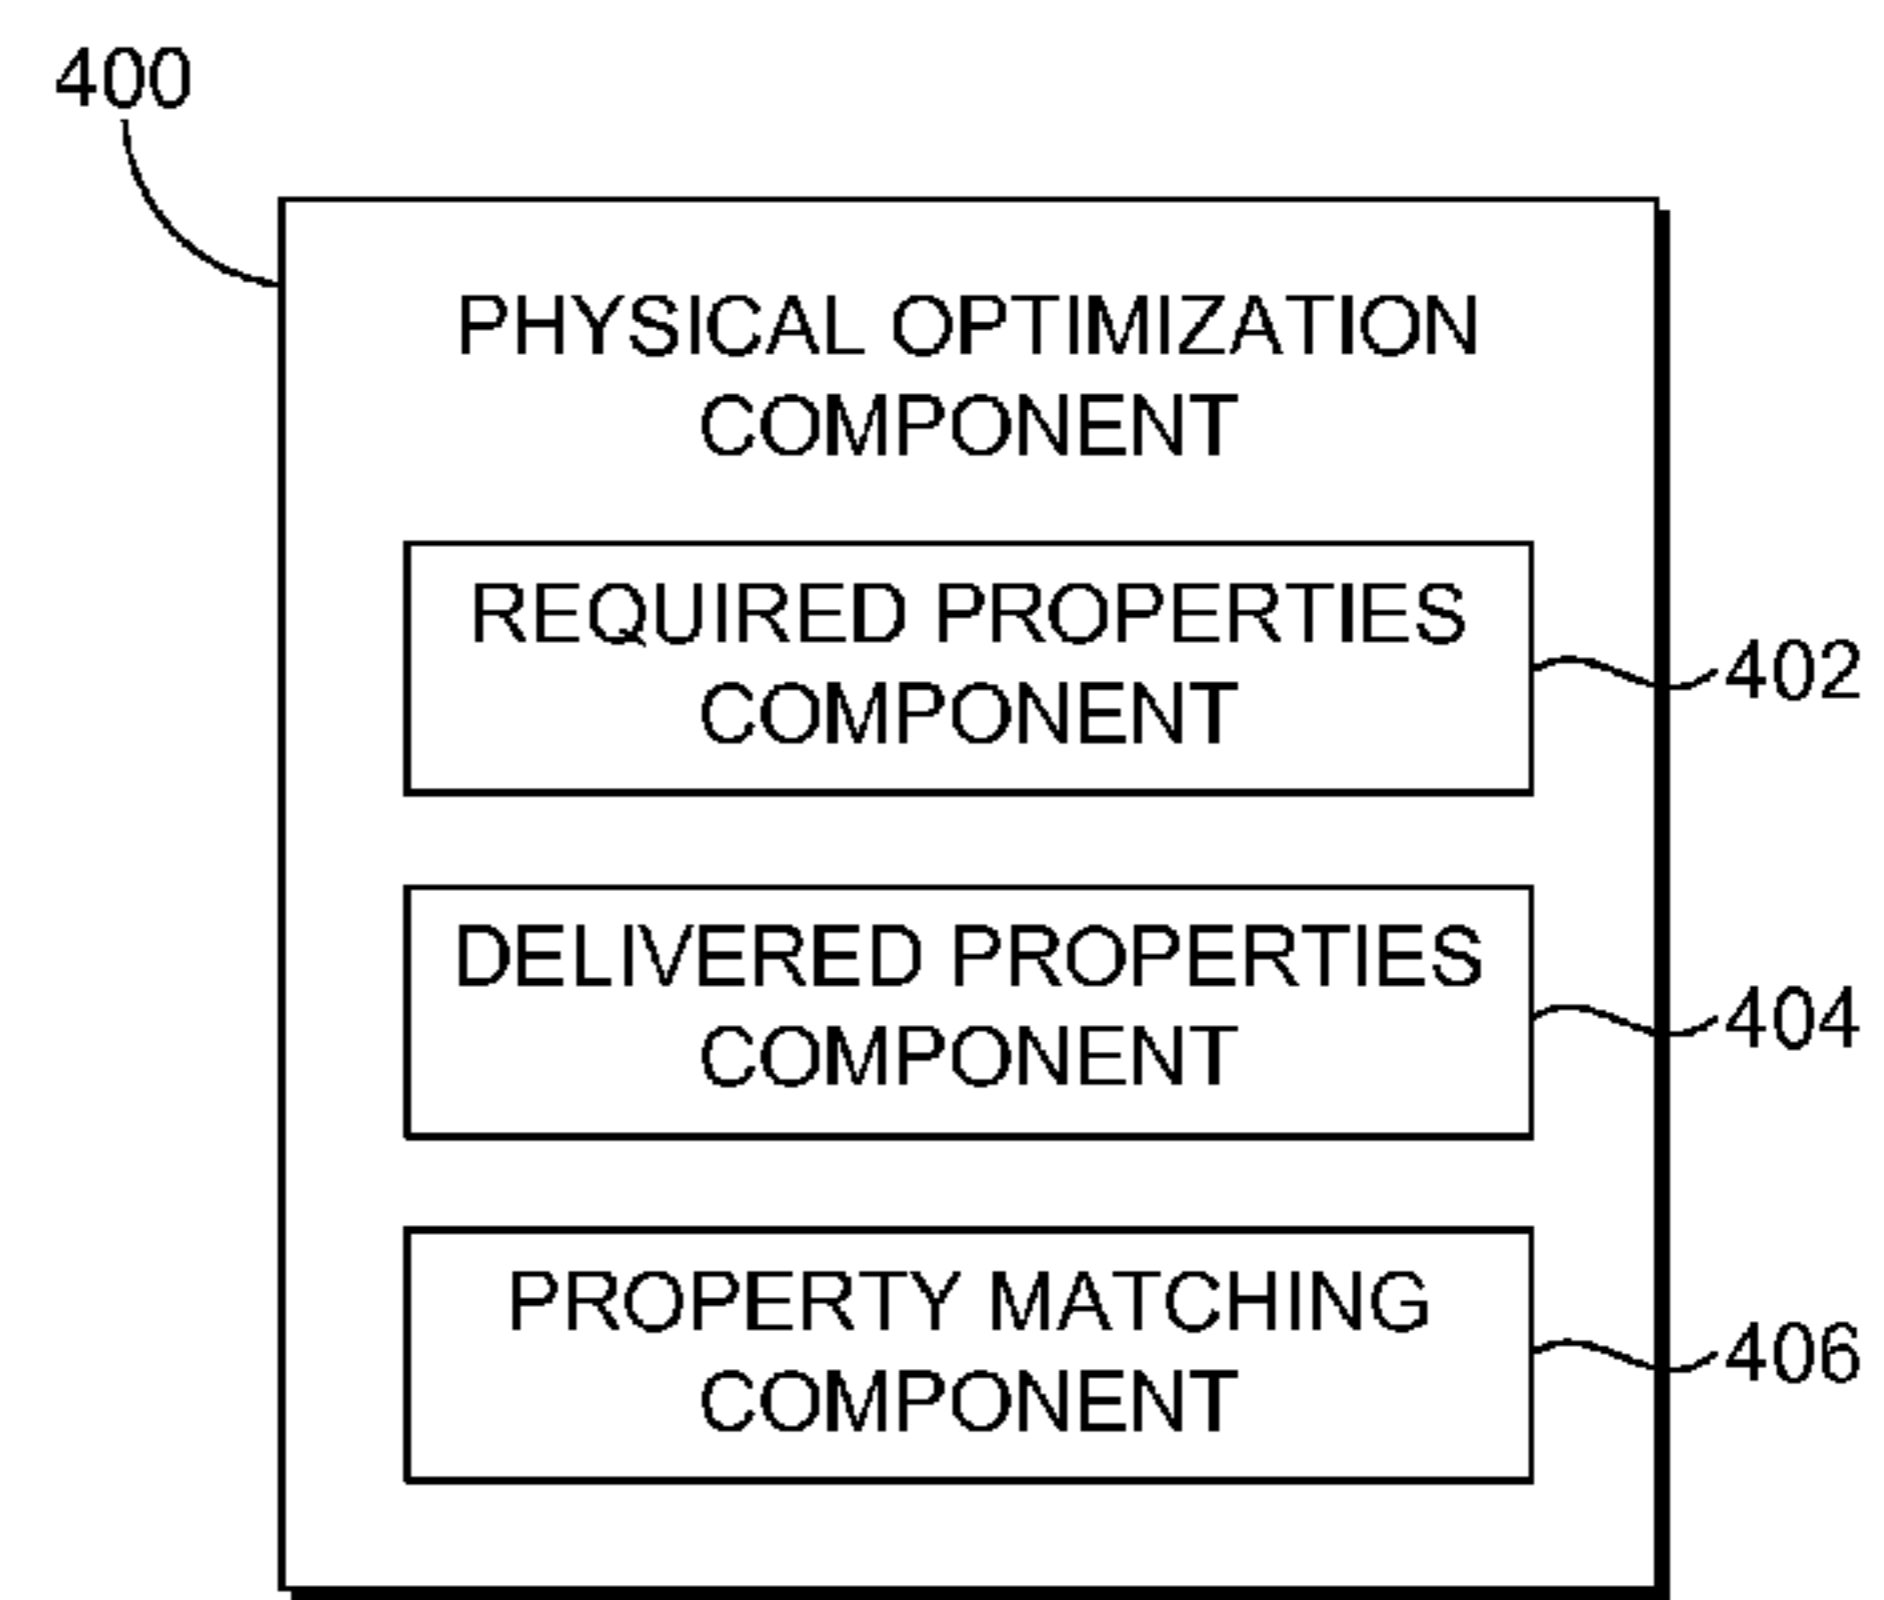 400
PHYSICAL OPTIMIZATION
COMPONENT
REQUIRED PROPERTIES
COMPONENT
402
DELIVERED PROPERTIES
COMPONENT
404
PROPERTY MATCHING
COMPONENT
406